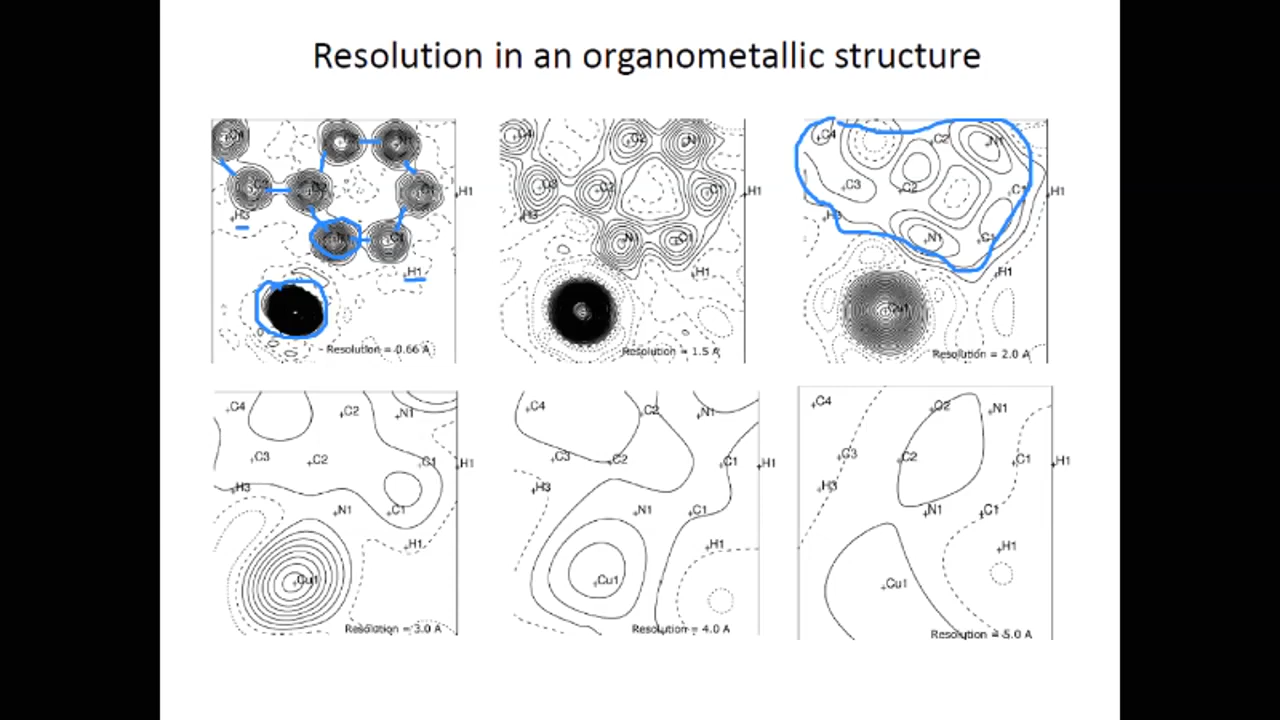 Resolution in an organometallic structure
C4 C2 N1
C3 C2 C1 H1
H3
N1 C1
H1
Resolution = 0.66 A
C4 C2 N1
C3 C2 C1 H1
H3
N1 C1
H1
Resolution = 1.5 A
C4 C2 N1
C3 C2 C1 H1
H3
N1 C1
H1
Cu1
Resolution = 2.0 A
C4 C2 N1
C3 C2 C1 H1
H3
N1 C1
H1
Cu1
Resolution = 3.0 A
C4 C2 N1
C3 C2 C1 H1
H3
N1 C1
H1
Cu1
Resolution = 4.0 A
C4 C2 N1
C3 C2 C1 H1
H3
N1 C1
H1
Cu1
Resolution = 5.0 A